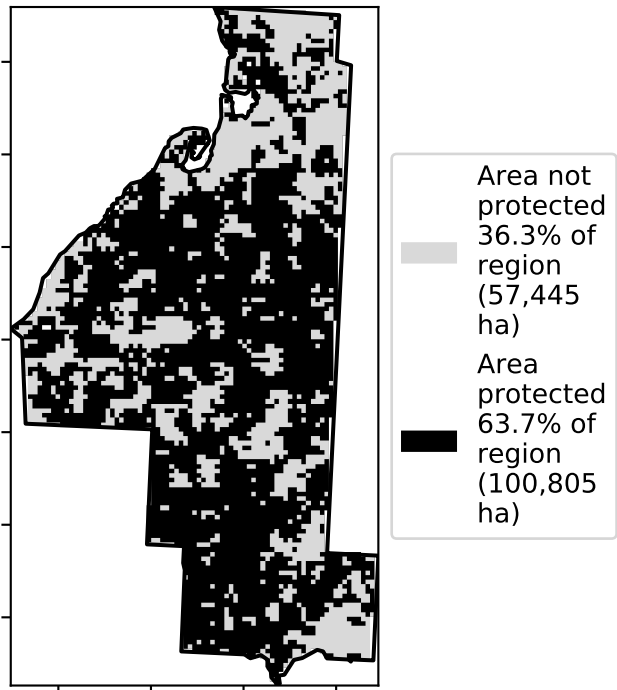 Area not
protected
36.3% of
region
(57,445
ha)
Area
protected
63.7% of
region
(100,805
ha)